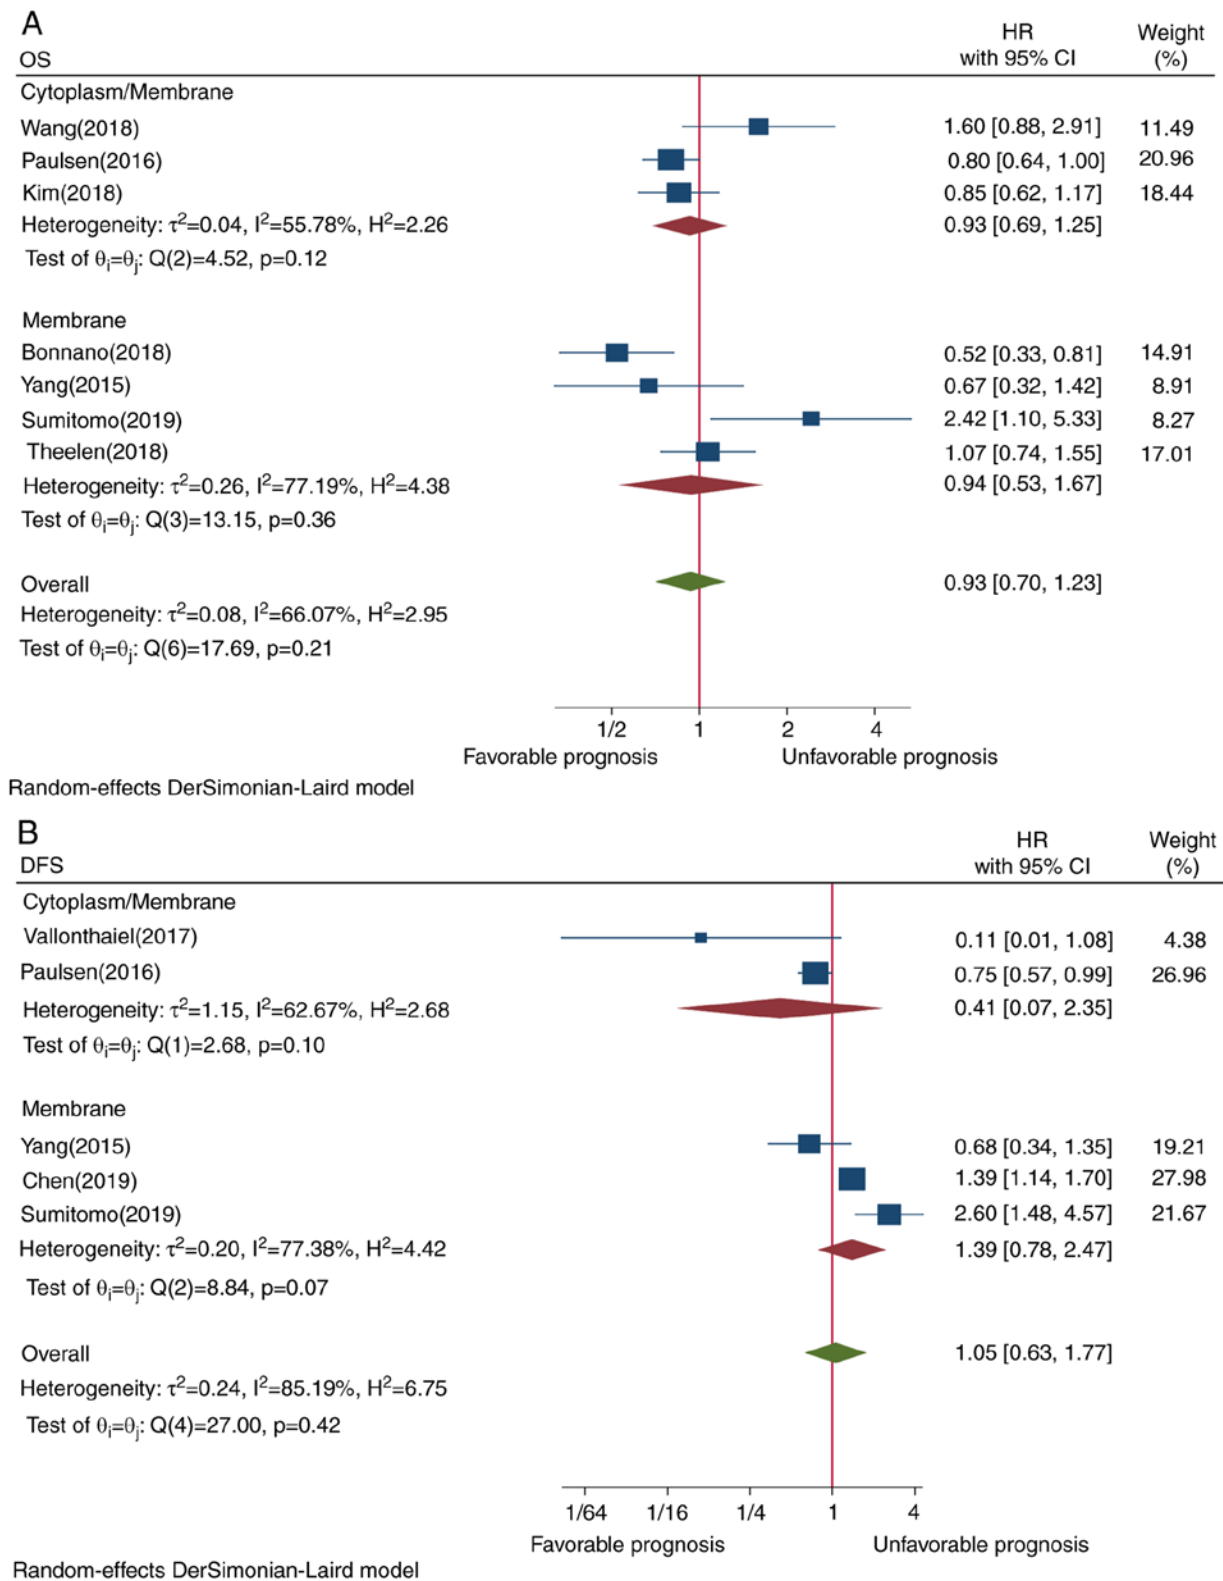 A
HR Weight
OS with 95% CI (%)
Cytoplasm/Membrane
Wang(2018) 1.60 [0.88, 2.91] 11.49
Paulsen(2016) 0.80 [0.64, 1.00] 20.96
Kim(2018) 0.85 [0.62, 1.17] 18.44
Heterogeneity: τ²=0.04, I²=55.78%, H²=2.26 0.93 [0.69, 1.25]
Test of θi=θj: Q(2)=4.52, p=0.12
Membrane
Bonnano(2018) 0.52 [0.33, 0.81] 14.91
Yang(2015) 0.67 [0.32, 1.42] 8.91
Sumitomo(2019) 2.42 [1.10, 5.33] 8.27
Theelen(2018) 1.07 [0.74, 1.55] 17.01
Heterogeneity: τ²=0.26, I²=77.19%, H²=4.38 0.94 [0.53, 1.67]
Test of θi=θj: Q(3)=13.15, p=0.36
Overall 0.93 [0.70, 1.23]
Heterogeneity: τ²=0.08, I²=66.07%, H²=2.95
Test of θi=θj: Q(6)=17.69, p=0.21
1/2 1 2 4
Favorable prognosis Unfavorable prognosis
Random-effects DerSimonian-Laird model
B
HR Weight
DFS with 95% CI (%)
Cytoplasm/Membrane
Vallonthaiel(2017) 0.11 [0.01, 1.08] 4.38
Paulsen(2016) 0.75 [0.57, 0.99] 26.96
Heterogeneity: τ²=1.15, I²=62.67%, H²=2.68 0.41 [0.07, 2.35]
Test of θi=θj: Q(1)=2.68, p=0.10
Membrane
Yang(2015) 0.68 [0.34, 1.35] 19.21
Chen(2019) 1.39 [1.14, 1.70] 27.98
Sumitomo(2019) 2.60 [1.48, 4.57] 21.67
Heterogeneity: τ²=0.20, I²=77.38%, H²=4.42 1.39 [0.78, 2.47]
Test of θi=θj: Q(2)=8.84, p=0.07
Overall 1.05 [0.63, 1.77]
Heterogeneity: τ²=0.24, I²=85.19%, H²=6.75
Test of θi=θj: Q(4)=27.00, p=0.42
1/64 1/16 1/4 1 4
Favorable prognosis Unfavorable prognosis
Random-effects DerSimonian-Laird model